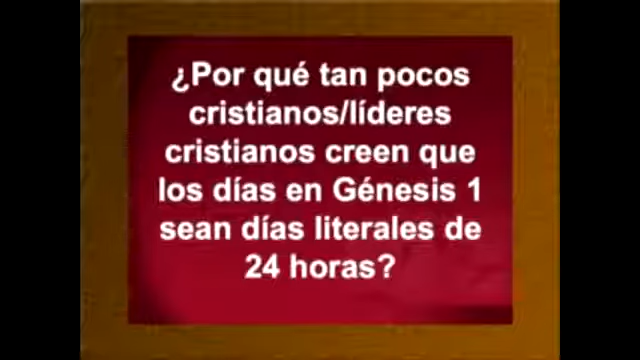 ¿Por qué tan pocos
cristianos/líderes
cristianos creen que
los días en Génesis 1
sean días literales de
24 horas?